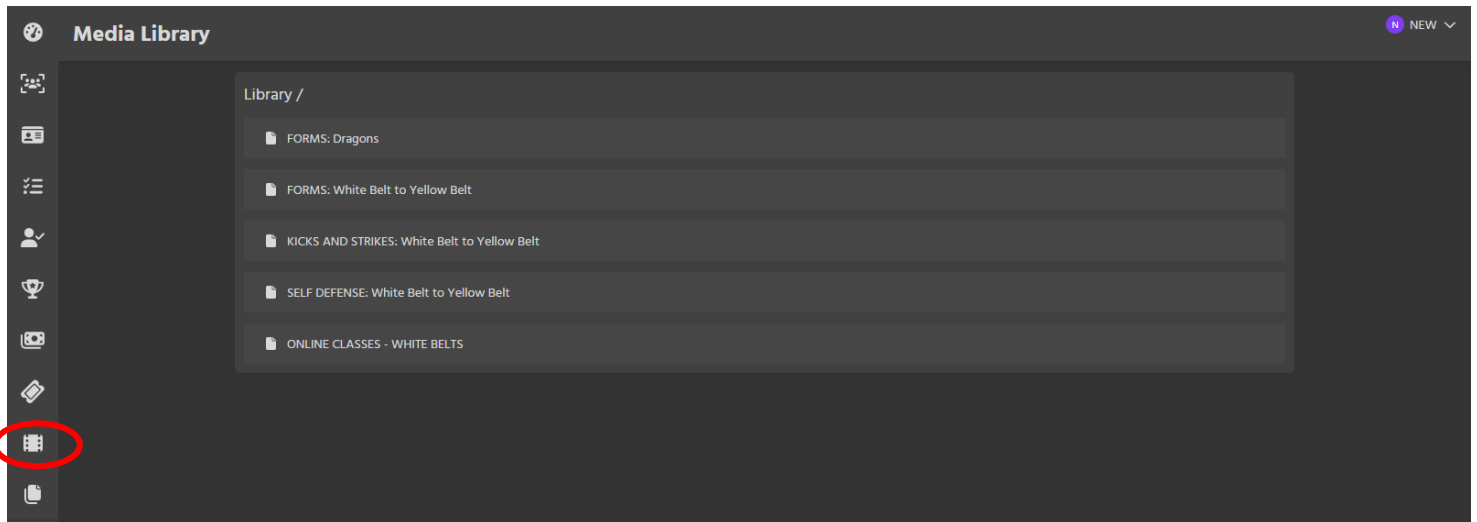 Media Library
N NEW
Library /
FORMS: Dragons
FORMS: White Belt to Yellow Belt
KICKS AND STRIKES: White Belt to Yellow Belt
SELF DEFENSE: White Belt to Yellow Belt
ONLINE CLASSES - WHITE BELTS